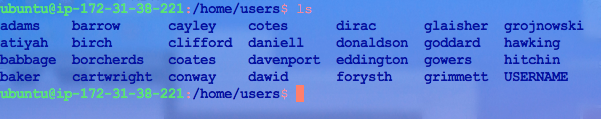 ubuntu@ip-172-31-38-221:/home/users$ ls
adams barrow cayley cotes dirac glaisher grojnowski
atiyah birch clifford daniell donaldson goddard hawking
babbage borcherds coates davenport eddington gowers hitchin
baker cartwright conway dawid forysth grimmett USERNAME
ubuntu@ip-172-31-38-221:/home/users$